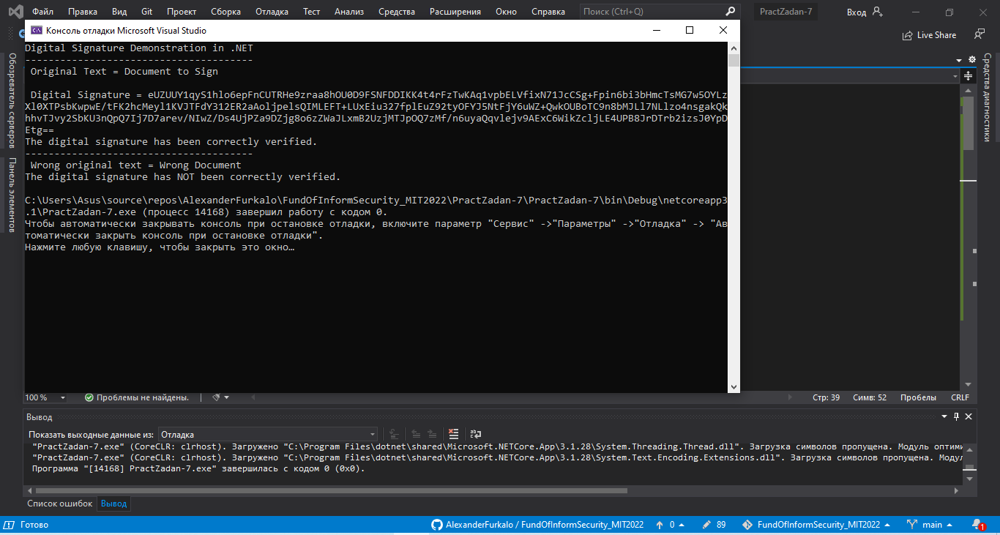 Файл Правка Вид Git Проект Сборка Отладка Тест Анализ Средства Расширения Окно Справка Поиск (Ctrl+Q) PractZadan-7 Вход
Консоль отладки Microsoft Visual Studio
Live Share
Обозреватель серверов
Панель элементов
Средства диагностики
Digital Signature Demonstration in .NET
---------------------------------------
Original Text = Document to Sign
Digital Signature = eUZUUY1qyS1hlo6epFnCUTRHe9zraa8hOU0D9FSNFDDIKK4t4rFzTwKAq1vpbELVfixN71JcCSg+Fpin6bi3bHmcTsMG7w5OYLz
Xl0XTPsbKwpwE/tFK2hcMeyl1KVJTFdY312ER2aAoljpelsQIMLEFT+LUxEiu327fplEuZ92tyOFYJ5NtFjY6uWZ+QwkOUBoTC9n8bMJLl7NLlzo4nsgakQk
hhvTJvy2SbKU3nQpQ7Ij7D7arev/NIwZ/Ds4UjPZa9DZjg8o6zZWaJLxmB2UzjMTJpOQ7zMf/n6uyaQqvlejv9AExC6WikZcljLE4UPB8JrDTrb2izsJ0YpD
Etg==
The digital signature has been correctly verified.
---------------------------------------
Wrong original text = Wrong Document
The digital signature has NOT been correctly verified.
C:\Users\Asus\source\repos\AlexanderFurkalo\FundOfInformSecurity_MIT2022\PractZadan-7\PractZadan-7\bin\Debug\netcoreapp3
.1\PractZadan-7.exe (процесс 14168) завершил работу с кодом 0.
Чтобы автоматически закрывать консоль при остановке отладки, включите параметр "Сервис" ->"Параметры" ->"Отладка" -> "Ав
томатически закрыть консоль при остановке отладки".
Нажмите любую клавишу, чтобы закрыть это окно…
100 % Проблемы не найдены. Стр: 39 Симв: 52 Пробелы CRLF
Вывод
Показать выходные данные из: Отладка
"PractZadan-7.exe" (CoreCLR: clrhost). Загружено "C:\Program Files\dotnet\shared\Microsoft.NETCore.App\3.1.28\System.Threading.Thread.dll". Загрузка символов пропущена. Модуль оптими
"PractZadan-7.exe" (CoreCLR: clrhost). Загружено "C:\Program Files\dotnet\shared\Microsoft.NETCore.App\3.1.28\System.Text.Encoding.Extensions.dll". Загрузка символов пропущена. Модул
Программа "[14168] PractZadan-7.exe" завершилась с кодом 0 (0x0).
Список ошибок Вывод
Готово AlexanderFurkalo / FundOfInformSecurity_MIT2022 0 89 FundOfInformSecurity_MIT2022 main 1